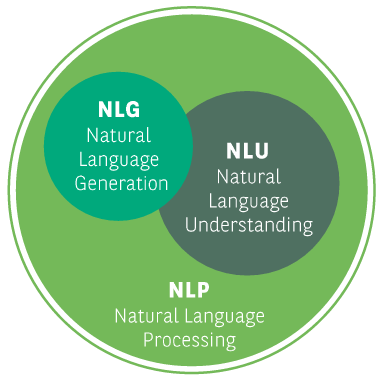 NLG
Natural
Language
Generation
NLU
Natural
Language
Understanding
NLP
Natural Language
Processing